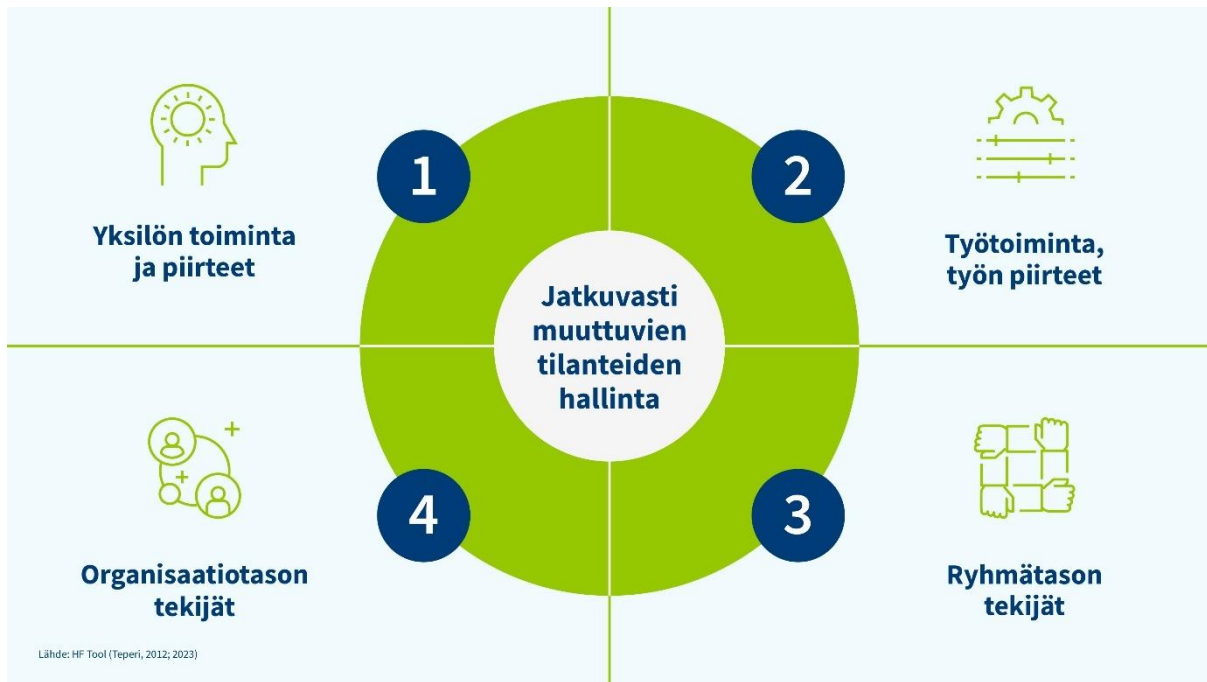 1
Yksilön toiminta
ja piirteet
2
Työtoiminta,
työn piirteet
Jatkuvasti
muuttuvien
tilanteiden
hallinta
3
Ryhmätason
tekijät
4
Organisaatiotason
tekijät
Lähde: HF Tool (Teperi, 2012; 2023)